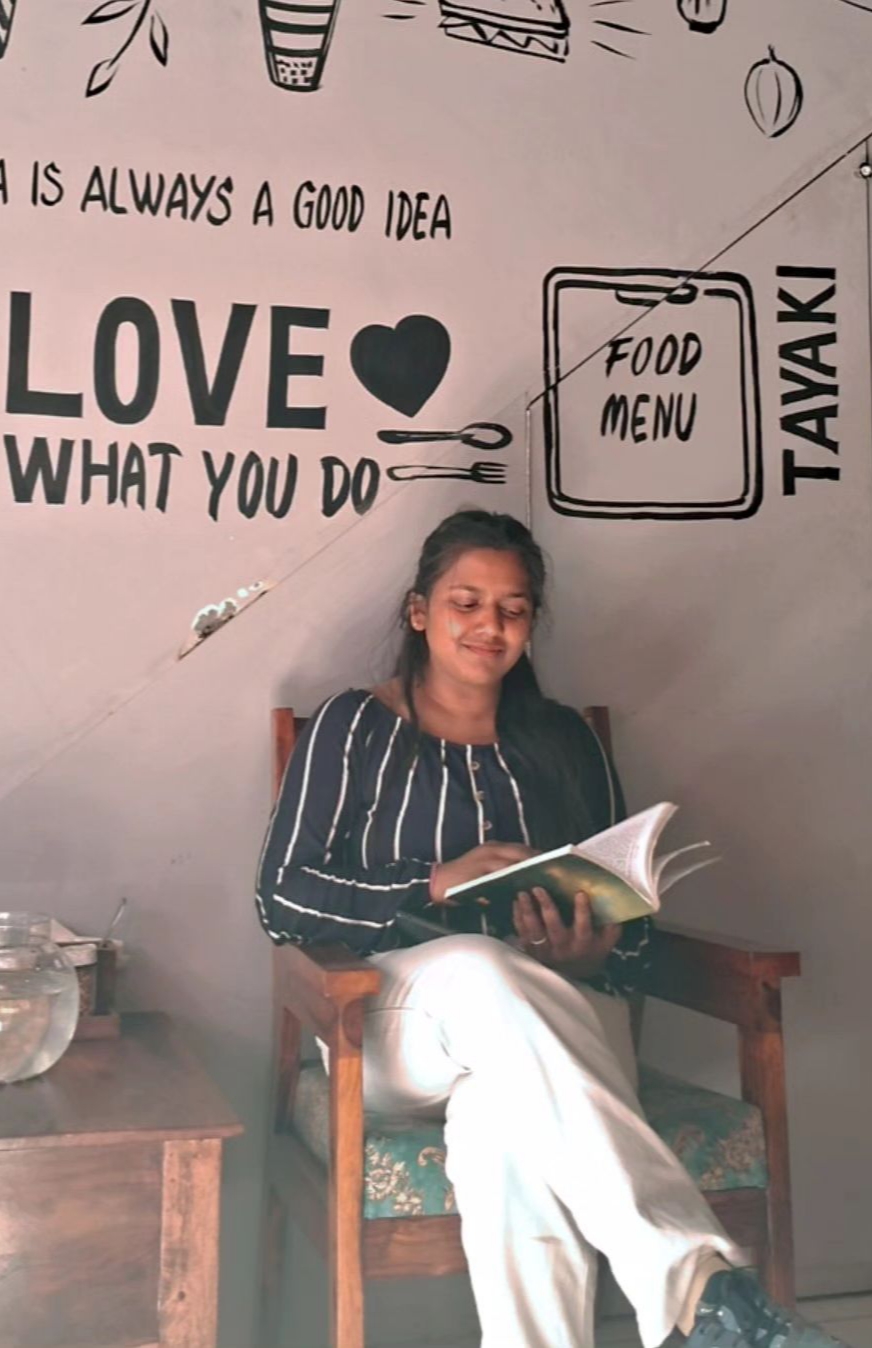 IS ALWAYS A GOOD IDEA
LOVE
WHAT YOU DO
FOOD
MENU
TAYAKI